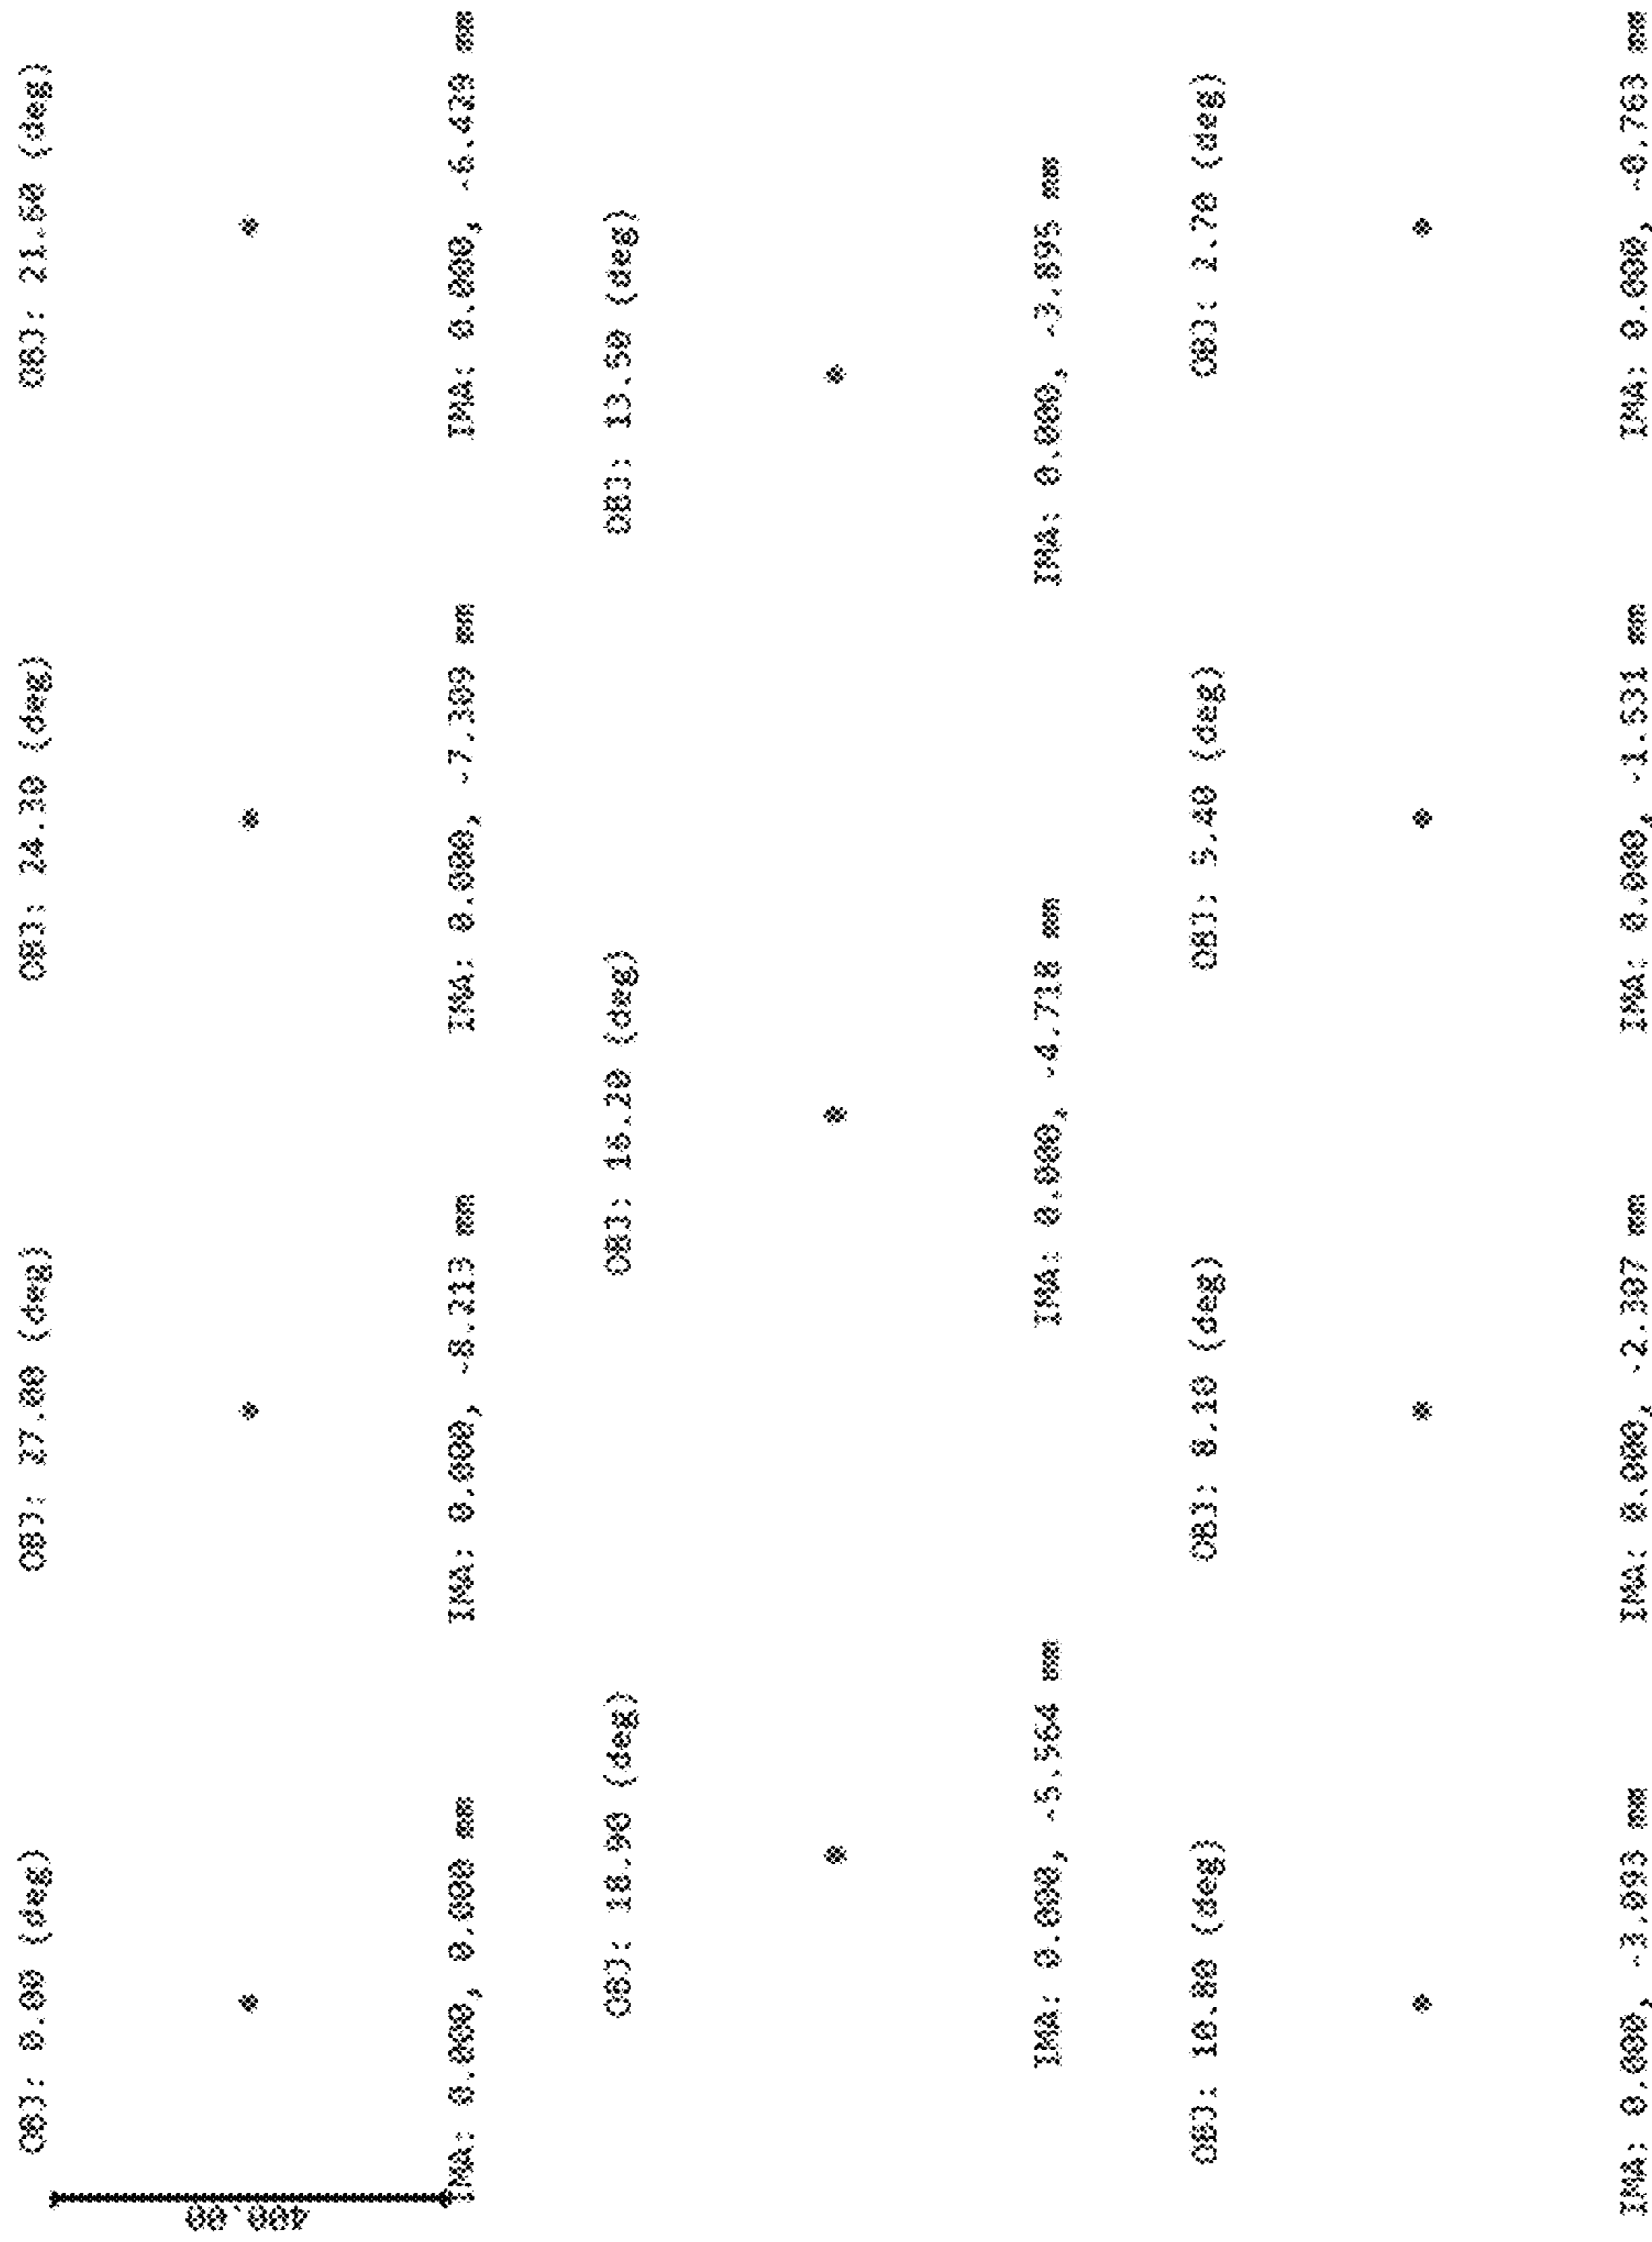 OBJ: 0.00 (deg)
OBJ: 27.00 (deg)
OBJ: 24.30 (deg)
OBJ: 21.60 (deg)
400.00
IMA: 0.000, 0.000 mm
IMA: 0.000, -8.213 mm
IMA: 0.000, -7.309 mm
IMA: 0.000, -6.429 mm
OBJ: 18.90 (deg)
OBJ: 16.20 (deg)
OBJ: 13.50 (deg)
IMA: 0.000, -5.564 mm
IMA: 0.000, -4.718 mm
IMA: 0.000, -3.895 mm
OBJ: 10.80 (deg)
OBJ: 8.10 (deg)
OBJ: 5.40 (deg)
OBJ: 2.70 (deg)
IMA: 0.000, -3.093 mm
IMA: 0.000, -2.307 mm
IMA: 0.000, -1.531 mm
IMA: 0.000, -0.763 mm